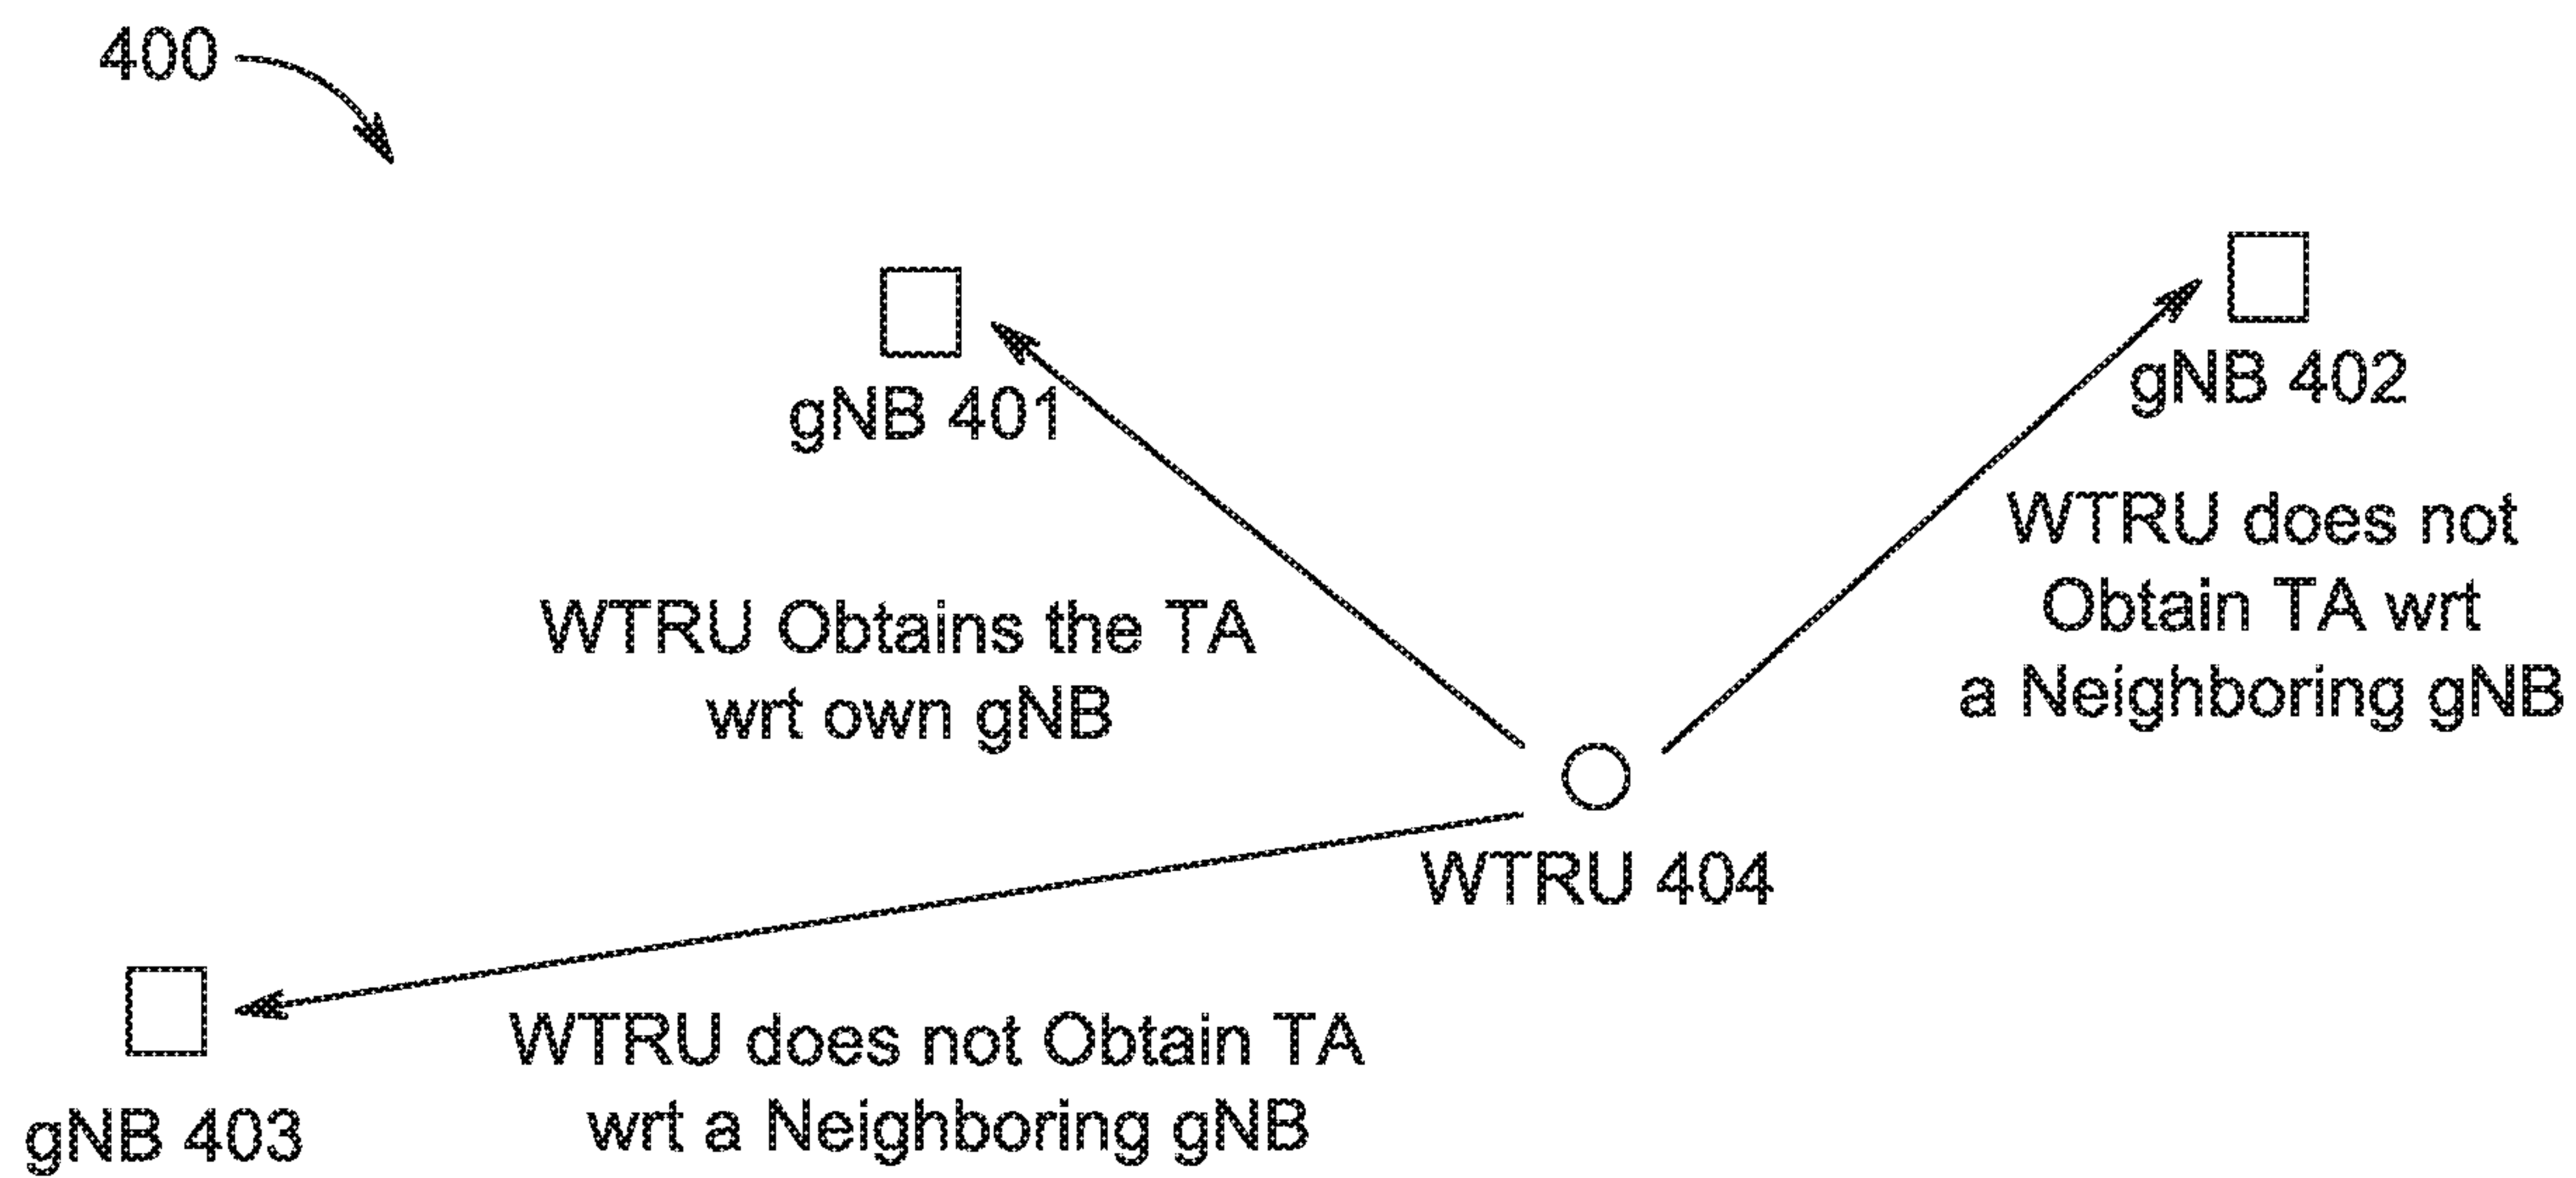 400
gNB 401
gNB 402
WTRU does not
Obtain TA wrt
a Neighboring gNB
WTRU Obtains the TA
wrt own gNB
WTRU 404
gNB 403
WTRU does not Obtain TA
wrt a Neighboring gNB